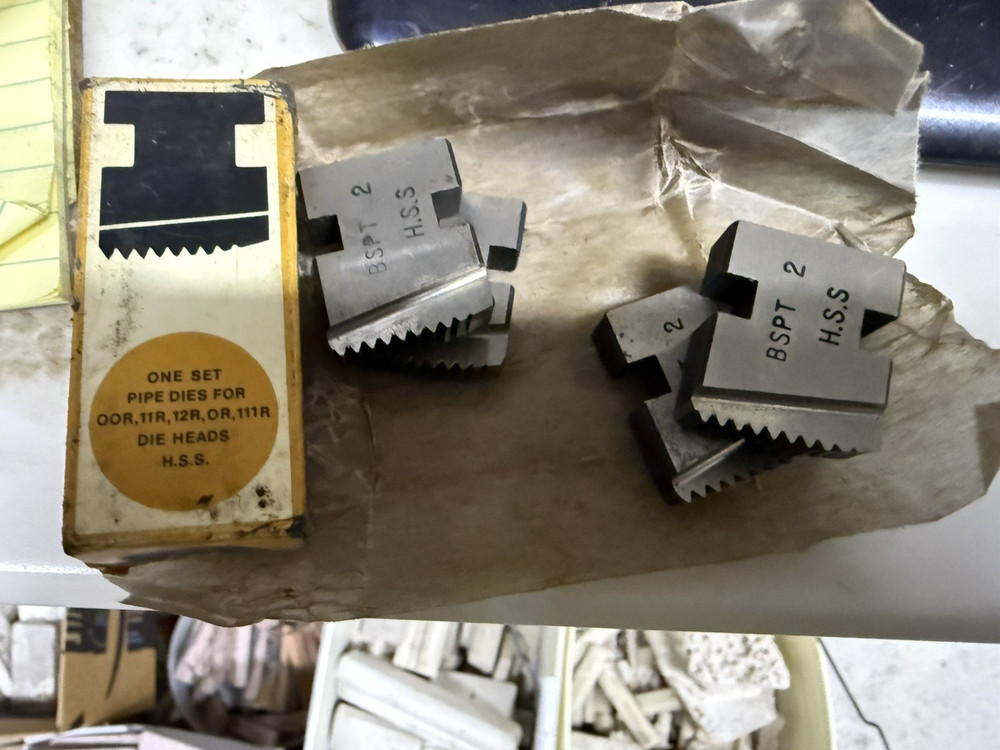 ONE SET
PIPE DIES FOR
OOR,11R,12R,OR,111R
DIE HEADS
H.S.S.
BSPT 2
H.S.S
2
BSPT 2
H.S.S